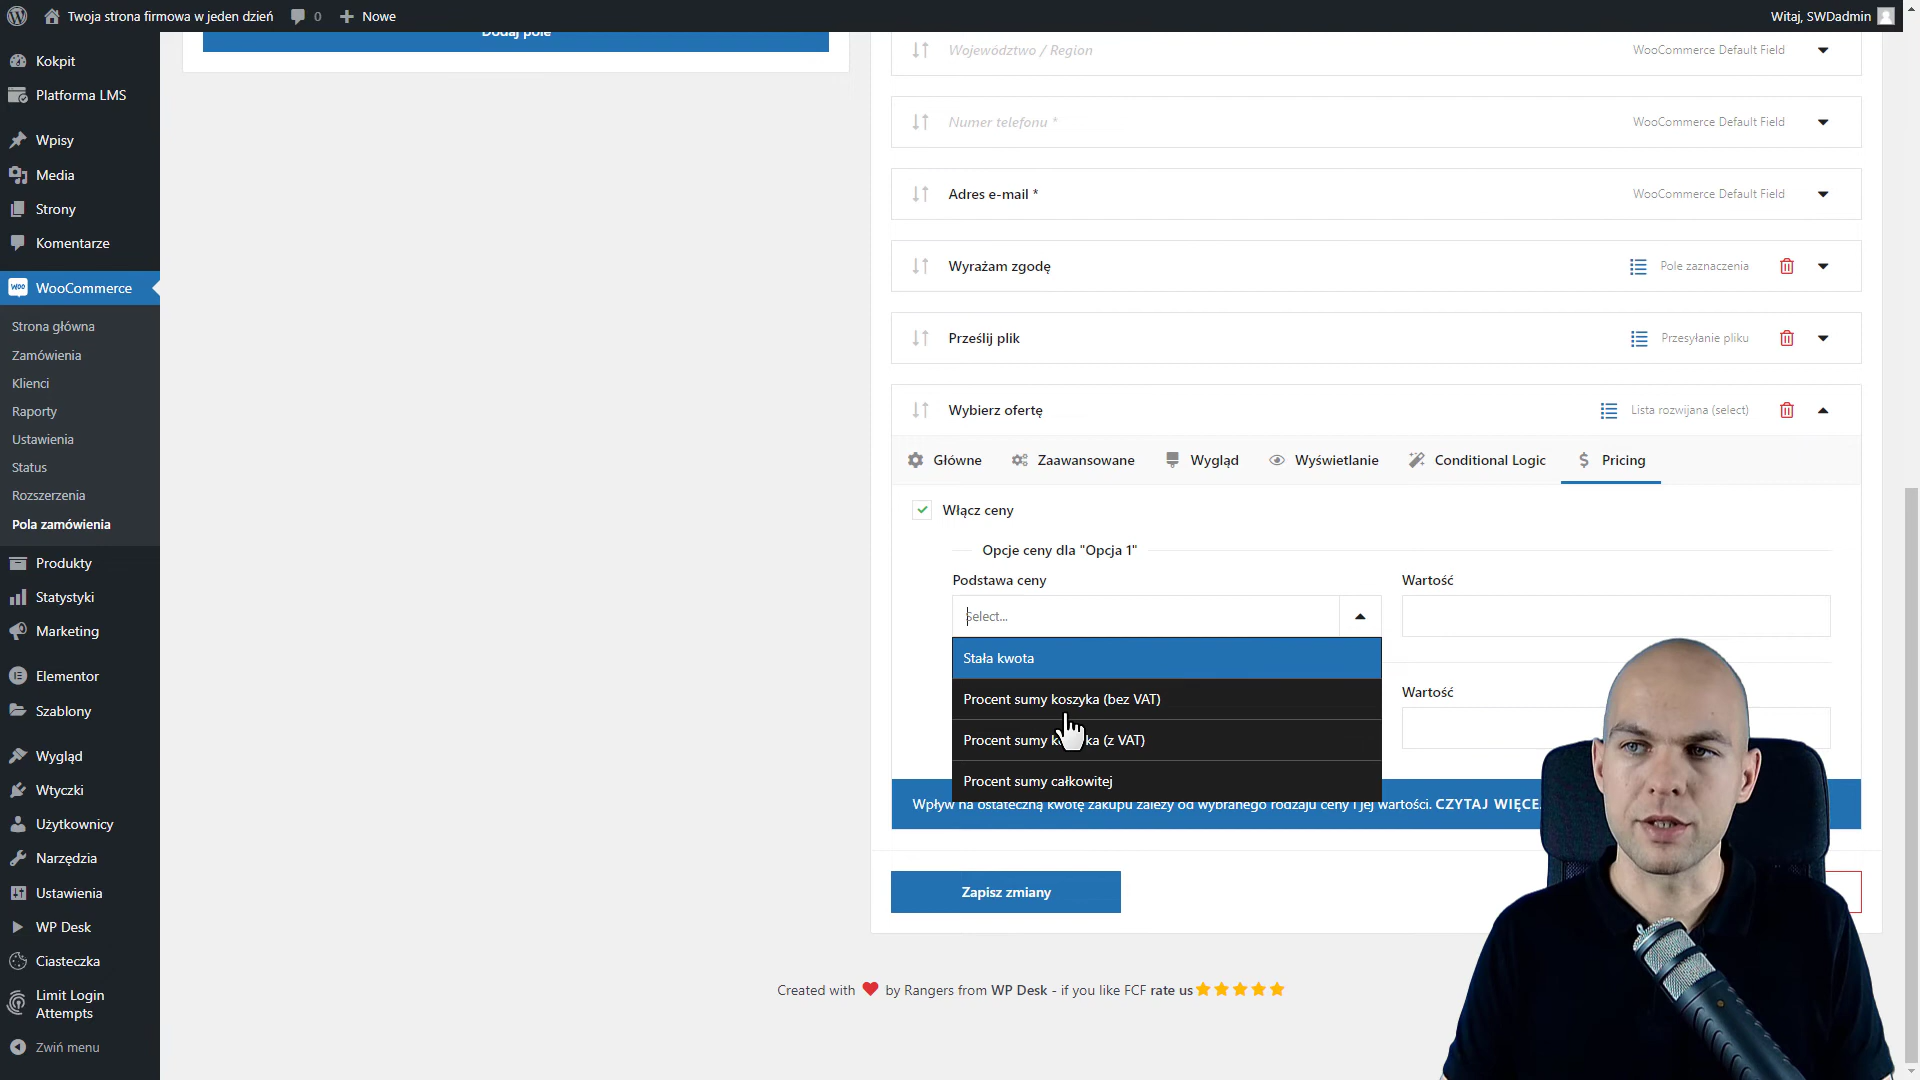 Twoja strona firmowa w jeden dzień
0
Nowe
Witaj, SWDadmin
Kokpit
Platforma LMS
Wpisy
Media
Strony
Komentarze
WooCommerce
Strona główna
Zamówienia
Klienci
Raporty
Ustawienia
Status
Rozszerzenia
Pola zamówienia
Produkty
Statystyki
Marketing
Elementor
Szablony
Wygląd
Wtyczki
Użytkownicy
Narzędzia
Ustawienia
WP Desk
Ciasteczka
Limit Login
Attempts
Zwiń menu
Dodaj pole
Województwo / Region
WooCommerce Default Field
Numer telefonu *
WooCommerce Default Field
Adres e-mail *
WooCommerce Default Field
Wyrażam zgodę
Pole zaznaczenia
Prześlij plik
Przesyłanie pliku
Wybierz ofertę
Lista rozwijana (select)
Główne
Zaawansowane
Wygląd
Wyświetlanie
Conditional Logic
Pricing
Włącz ceny
Opcje ceny dla "Opcja 1"
Podstawa ceny
Wartość
Select...
Stała kwota
Procent sumy koszyka (bez VAT)
Wartość
Procent sumy koszyka (z VAT)
Procent sumy całkowitej
Wpływ na ostateczną kwotę zakupu zależy od wybranego rodzaju ceny i jej wartości. CZYTAJ WIĘCEJ
Zapisz zmiany
Created with by Rangers from WP Desk - if you like FCF rate us